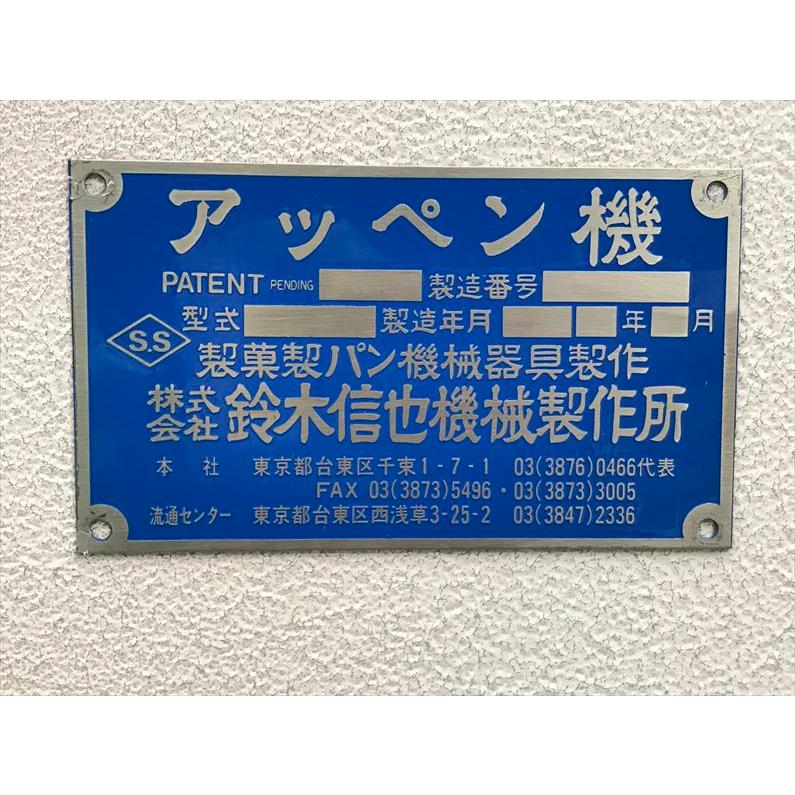 アッペン機
PATENT PENDING 製造番号
型式 製造年月 年 月
S.S
製菓製パン機械器具製作
株式会社 鈴木信也機械製作所
本社 東京都台東区千束1-7-1 03(3876)0466代表
FAX 03(3873)5496・03(3873)3005
流通センター 東京都台東区西浅草3-25-2 03(3847)2336